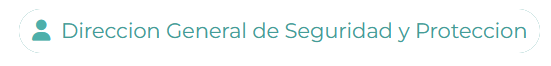 Direccion General de Seguridad y Proteccion